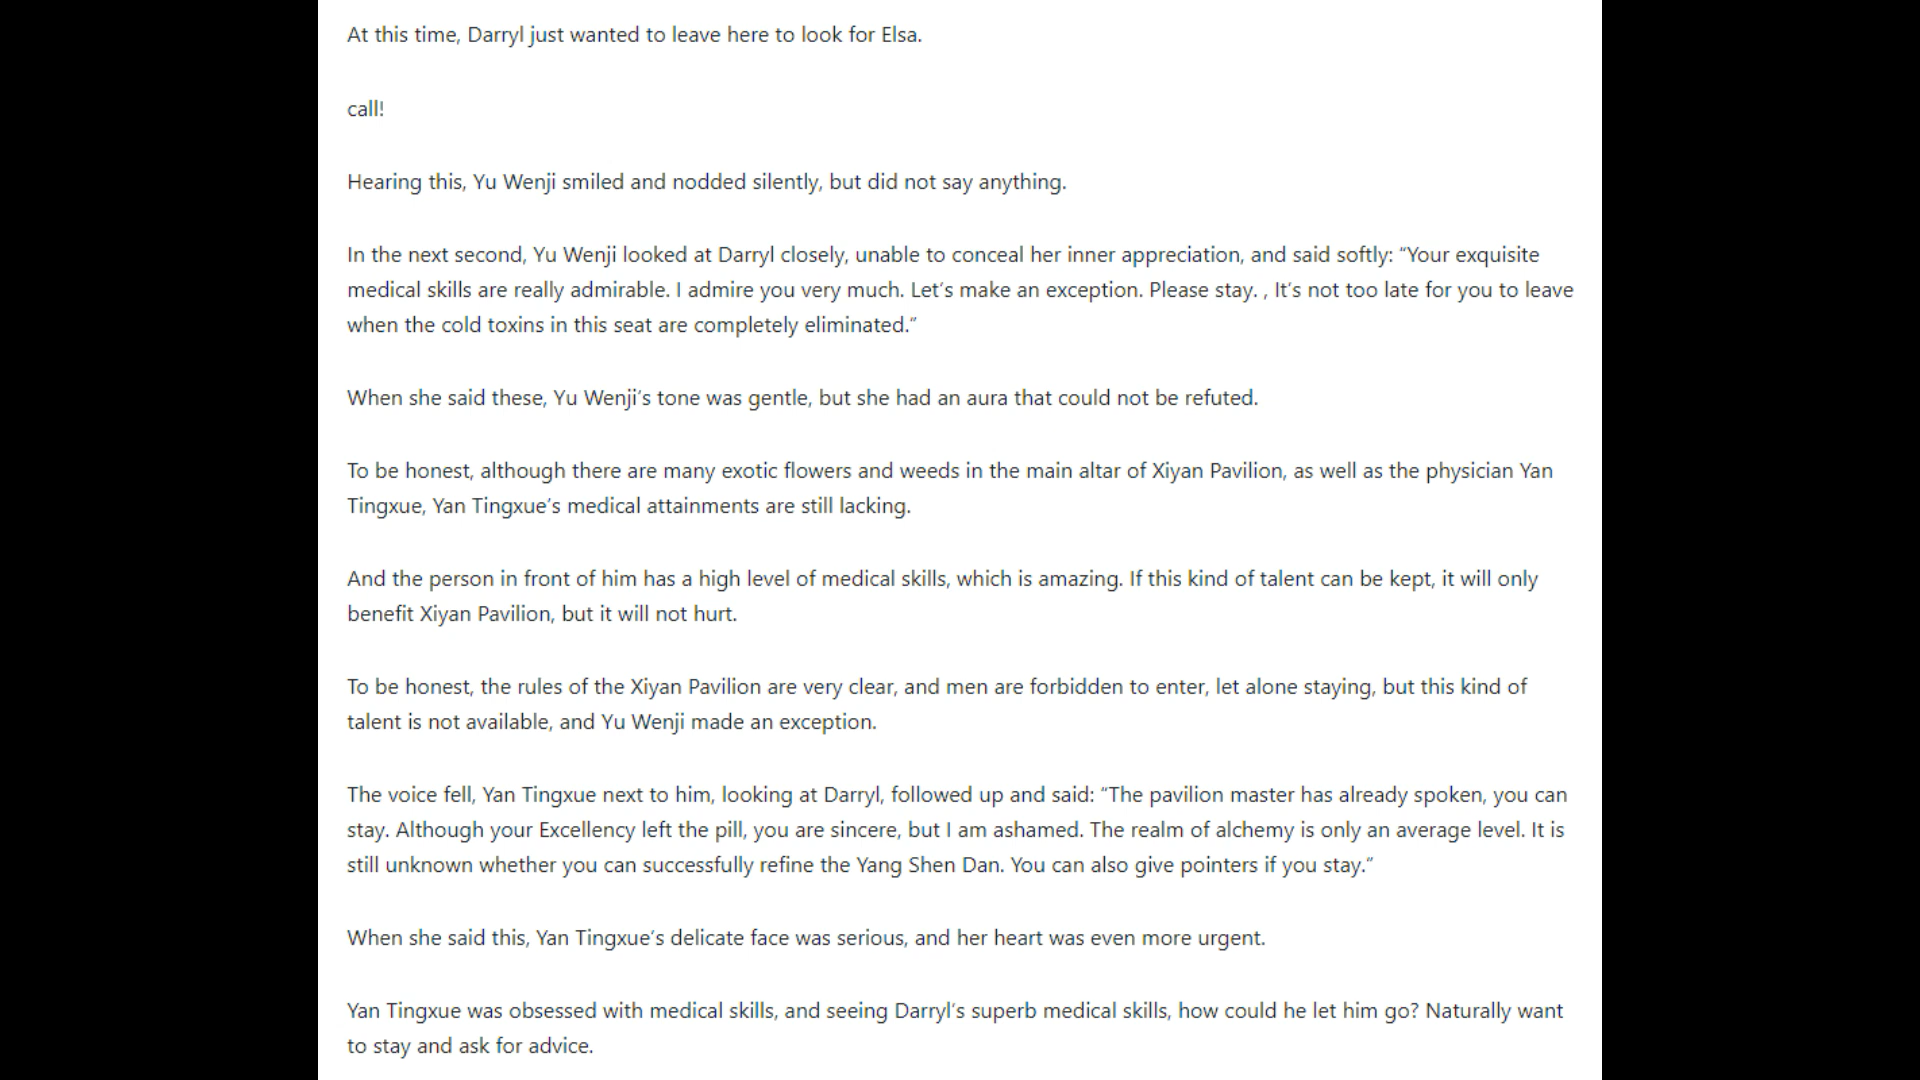 At this time, Darryl just wanted to leave here to look for Elsa.
call!
Hearing this, Yu Wenji smiled and nodded silently, but did not say anything.
In the next second, Yu Wenji looked at Darryl closely, unable to conceal her inner appreciation, and said softly: “Your exquisite
medical skills are really admirable. I admire you very much. Let’s make an exception. Please stay. , It’s not too late for you to leave
when the cold toxins in this seat are completely eliminated.”
When she said these, Yu Wenji’s tone was gentle, but she had an aura that could not be refuted.
To be honest, although there are many exotic flowers and weeds in the main altar of Xiyan Pavilion, as well as the physician Yan
Tingxue, Yan Tingxue’s medical attainments are still lacking.
And the person in front of him has a high level of medical skills, which is amazing. If this kind of talent can be kept, it will only
benefit Xiyan Pavilion, but it will not hurt.
To be honest, the rules of the Xiyan Pavilion are very clear, and men are forbidden to enter, let alone staying, but this kind of
talent is not available, and Yu Wenji made an exception.
The voice fell, Yan Tingxue next to him, looking at Darryl, followed up and said: “The pavilion master has already spoken, you can
stay. Although your Excellency left the pill, you are sincere, but I am ashamed. The realm of alchemy is only an average level. It is
still unknown whether you can successfully refine the Yang Shen Dan. You can also give pointers if you stay.”
When she said this, Yan Tingxue’s delicate face was serious, and her heart was even more urgent.
Yan Tingxue was obsessed with medical skills, and seeing Darryl’s superb medical skills, how could he let him go? Naturally want
to stay and ask for advice.